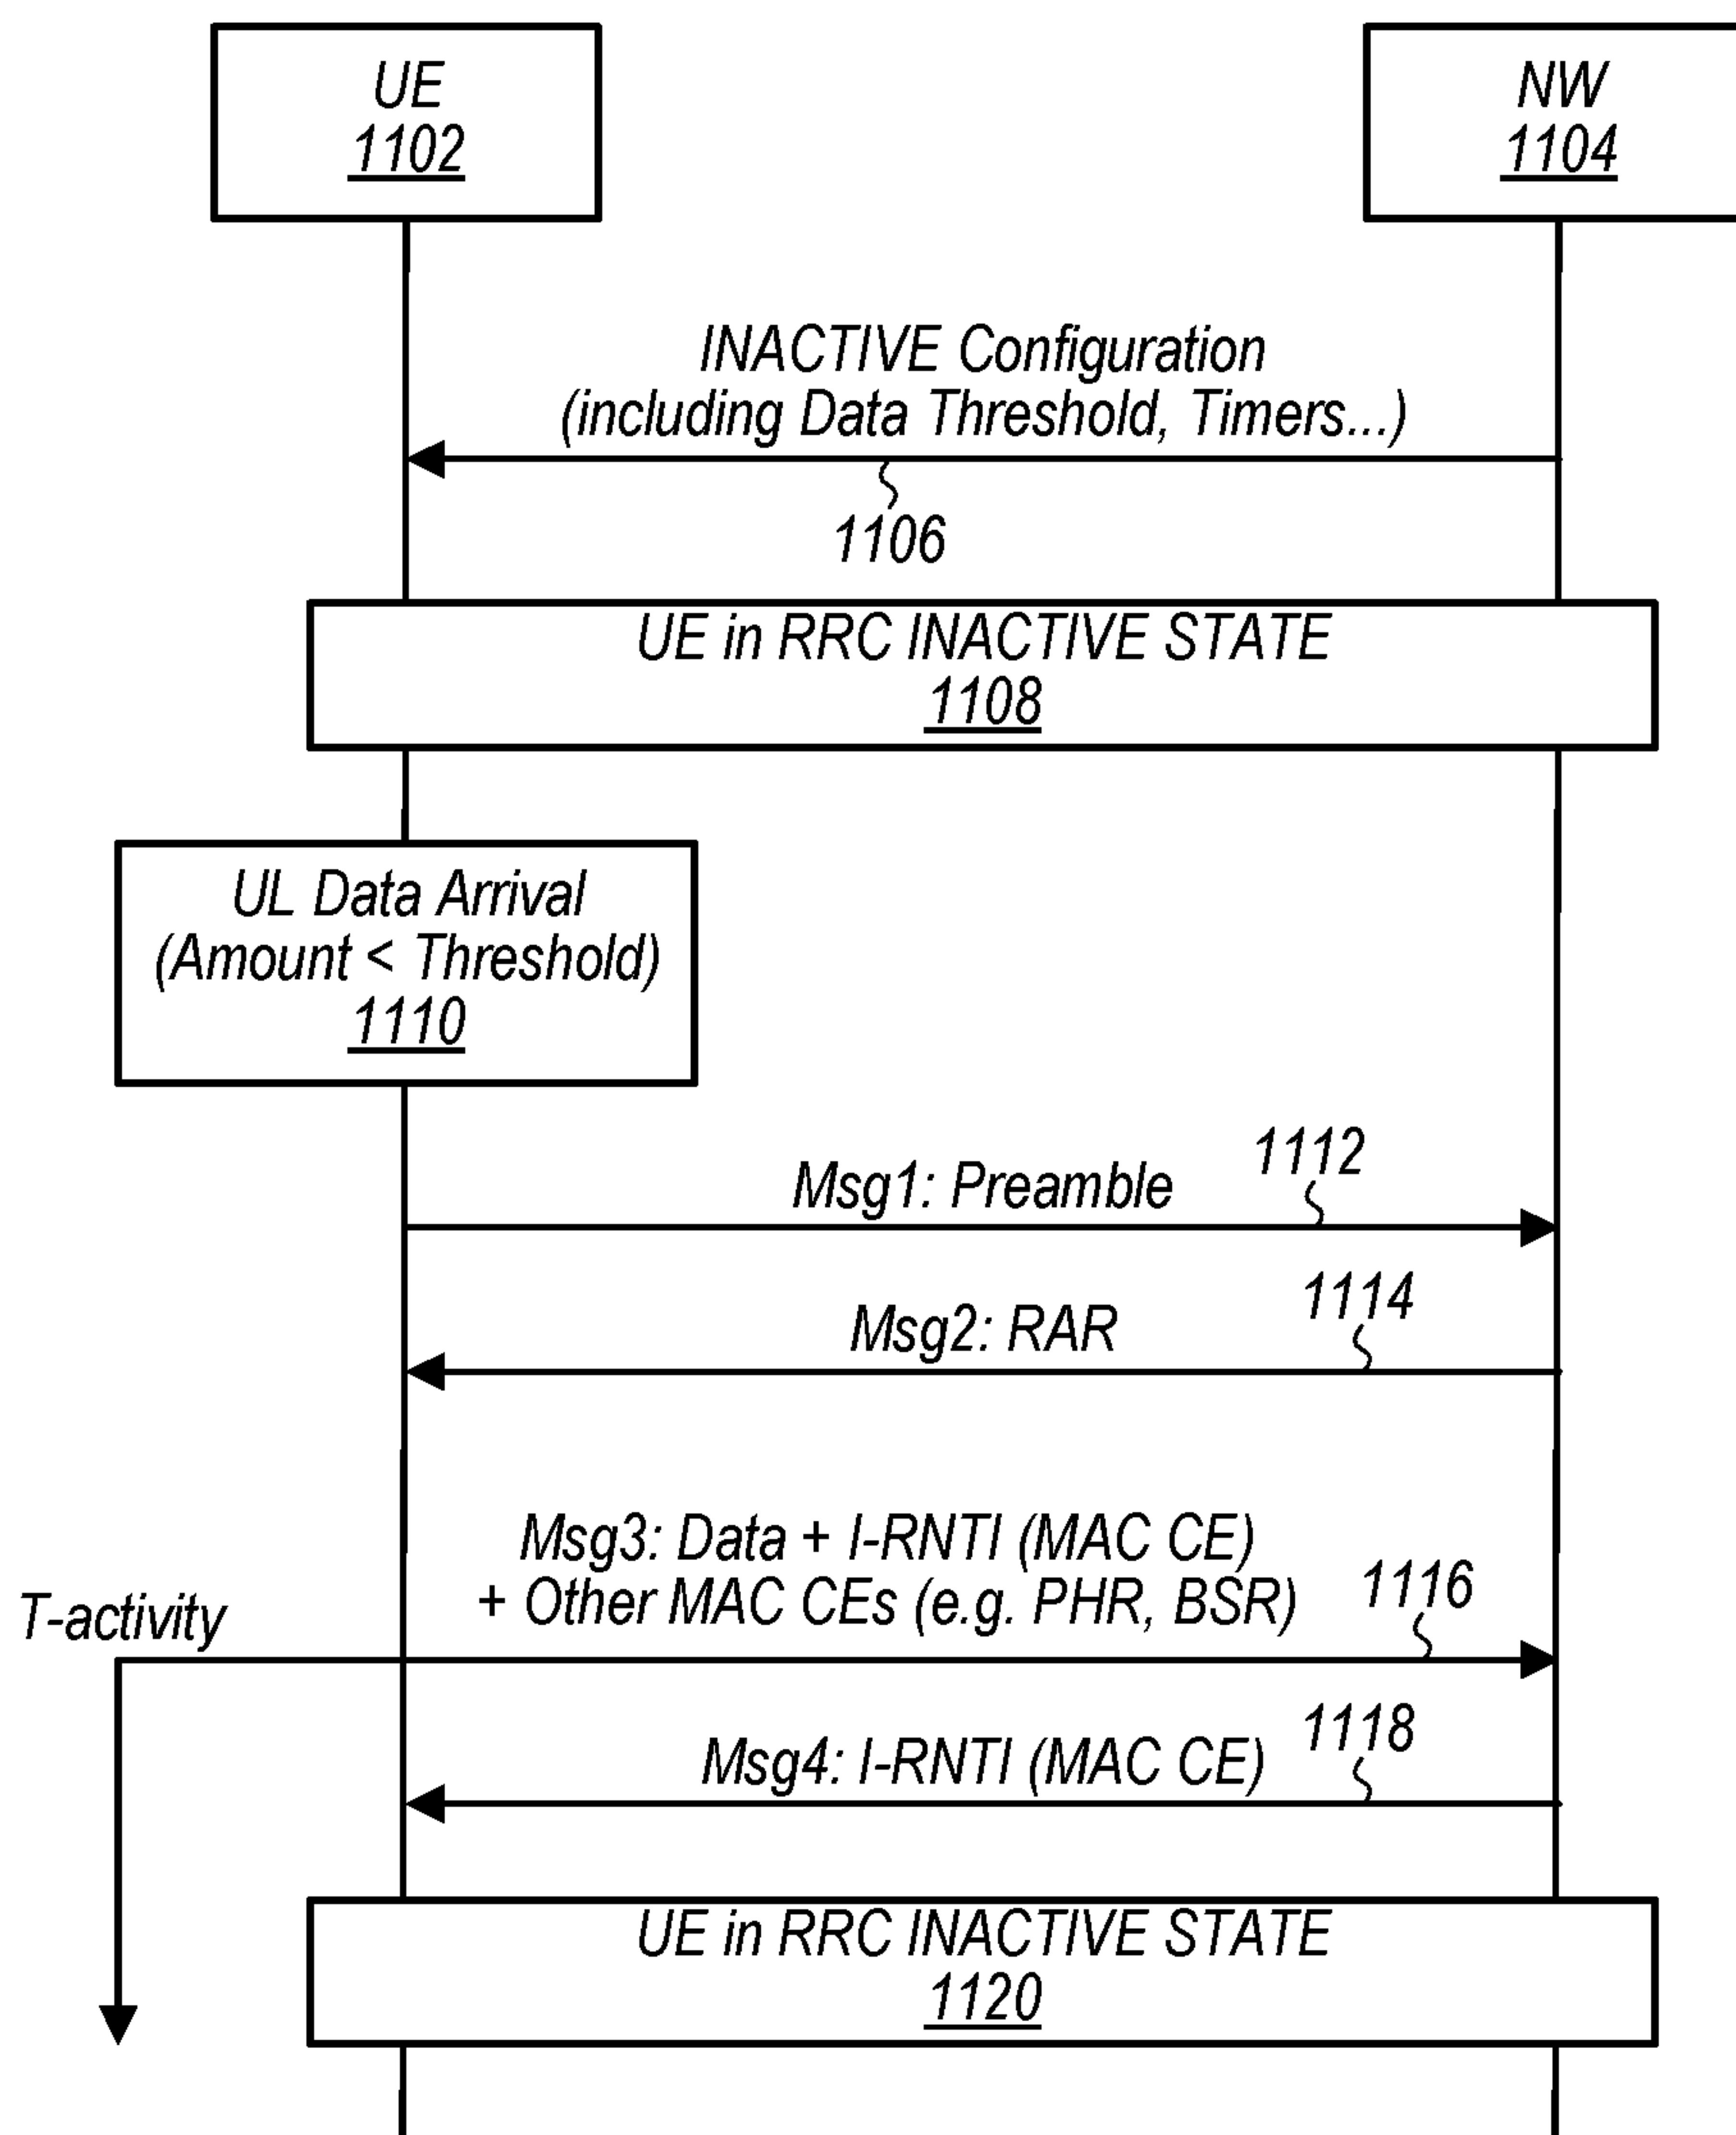 UE
1102
NW
1104
INACTIVE Configuration
(including Data Threshold, Timers...)
1106
UE in RRC INACTIVE STATE
1108
UL Data Arrival
(Amount < Threshold)
1110
1112
Msg1: Preamble
1114
Msg2: RAR
Msg3: Data + I-RNTI (MAC CE)
+ Other MAC CEs (e.g. PHR, BSR)
1116
T-activity
1118
Msg4: I-RNTI (MAC CE)
UE in RRC INACTIVE STATE
1120